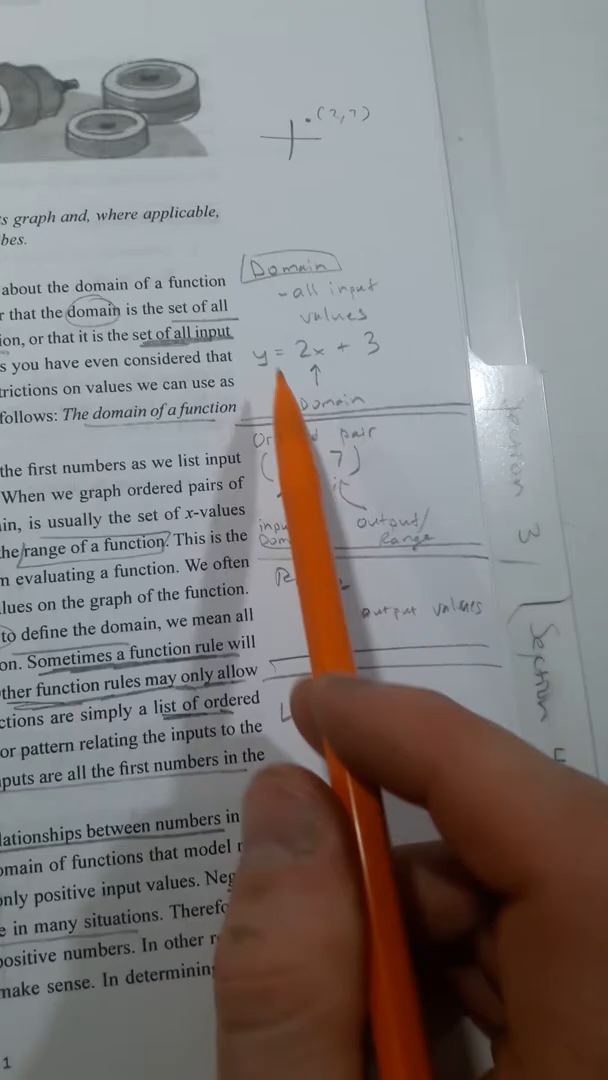 (2,7)
s graph and, where applicable,
bes.
about the domain of a function
r that the domain is the set of all
ion, or that it is the set of all input
s you have even considered that
trictions on values we can use as
follows: The domain of a function
the first numbers as we list input
When we graph ordered pairs of
in, is usually the set of x-values
he range of a function. This is the
n evaluating a function. We often
lues on the graph of the function.
to define the domain, we mean all
on. Sometimes a function rule will
ther function rules may only allow
ctions are simply a list of ordered
or pattern relating the inputs to the
puts are all the first numbers in the
lationships between numbers in
omain of functions that model r
only positive input values. Neg
e in many situations. Therefo
positive numbers. In other r
make sense. In determining
1
Domain
- all input
values
y = 2x + 3
Domain
Or d pair
( 7)
input
Dom
output/
Range
output values
Section 3
Section 4